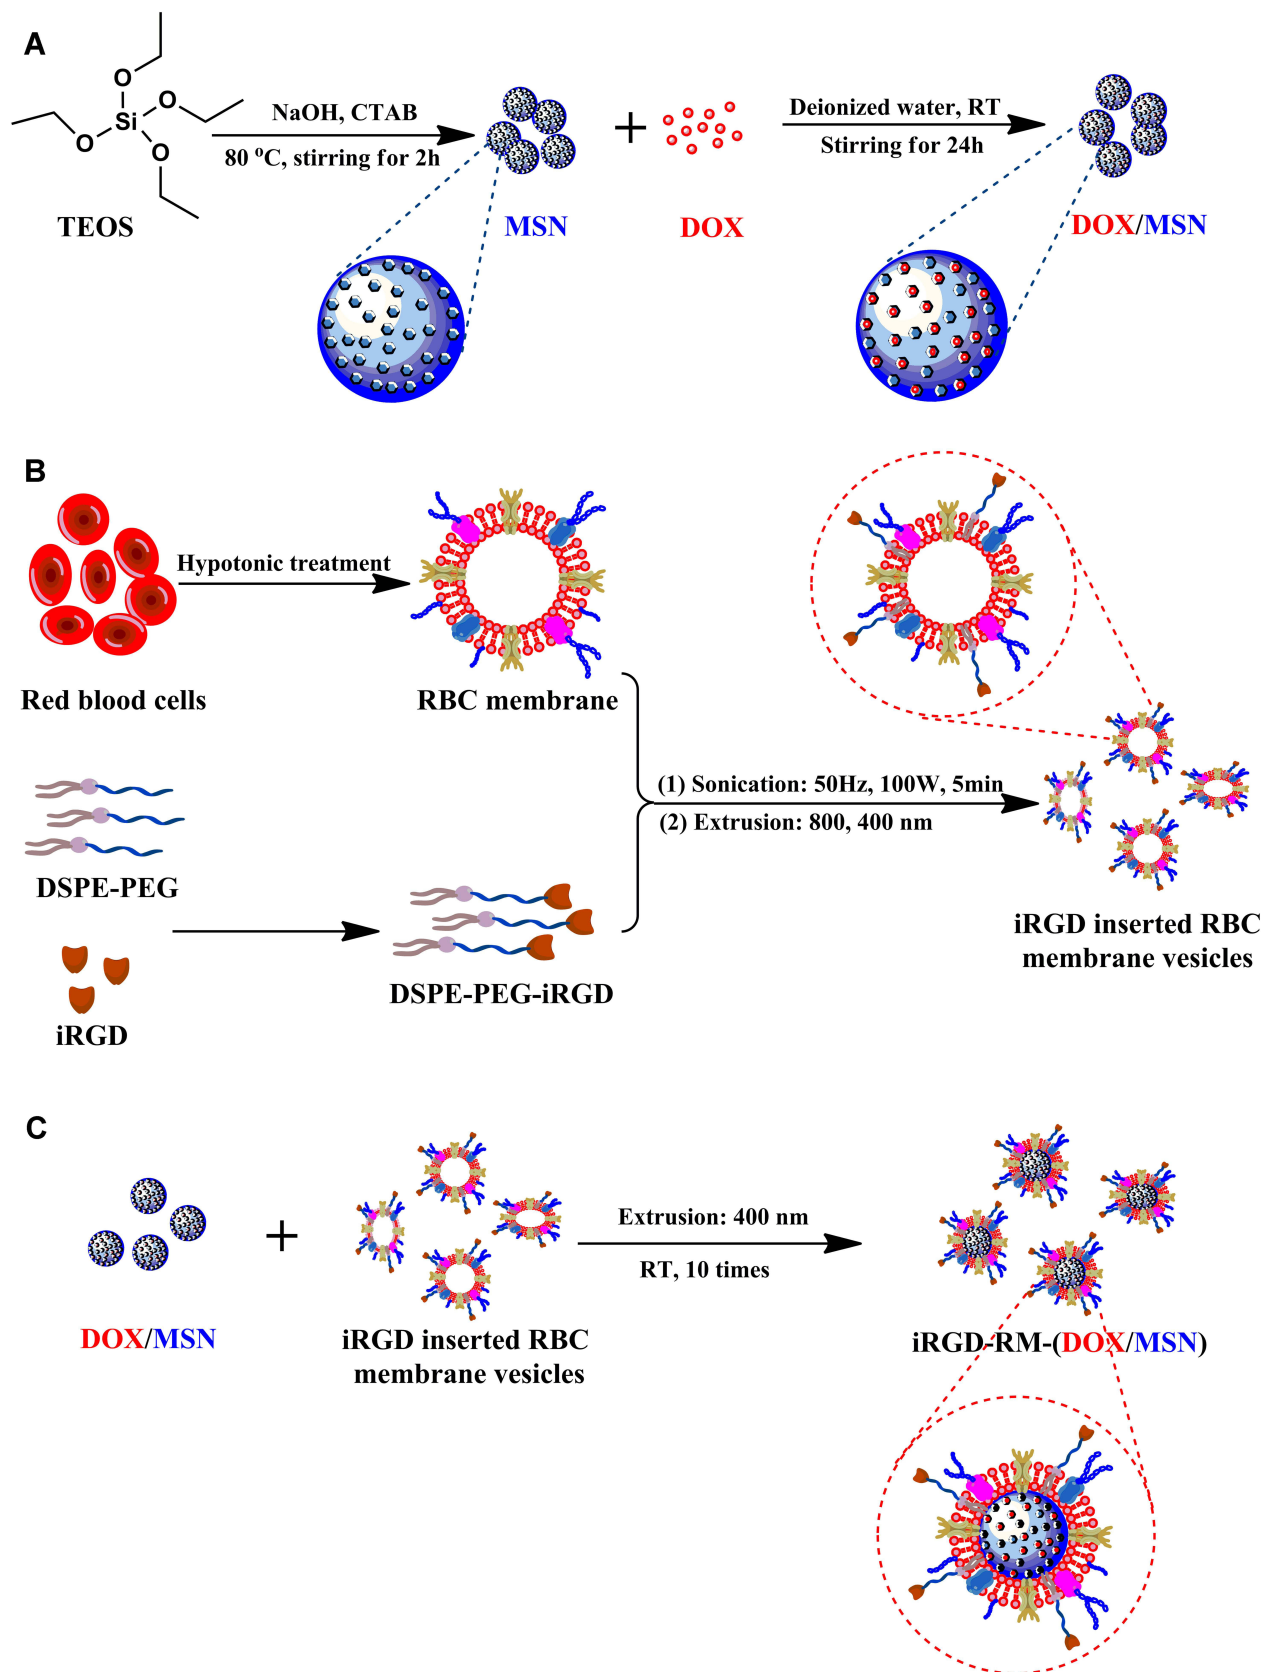 A
O
O
Si
O
O
TEOS
NaOH, CTAB
80 ºC, stirring for 2h
MSN
+
DOX
Deionized water, RT
Stirring for 24h
DOX/MSN
B
Red blood cells
Hypotonic treatment
RBC membrane
DSPE-PEG
iRGD
DSPE-PEG-iRGD
(1) Sonication: 50Hz, 100W, 5min
(2) Extrusion: 800, 400 nm
iRGD inserted RBC
membrane vesicles
C
DOX/MSN
+
iRGD inserted RBC
membrane vesicles
Extrusion: 400 nm
RT, 10 times
iRGD-RM-(DOX/MSN)